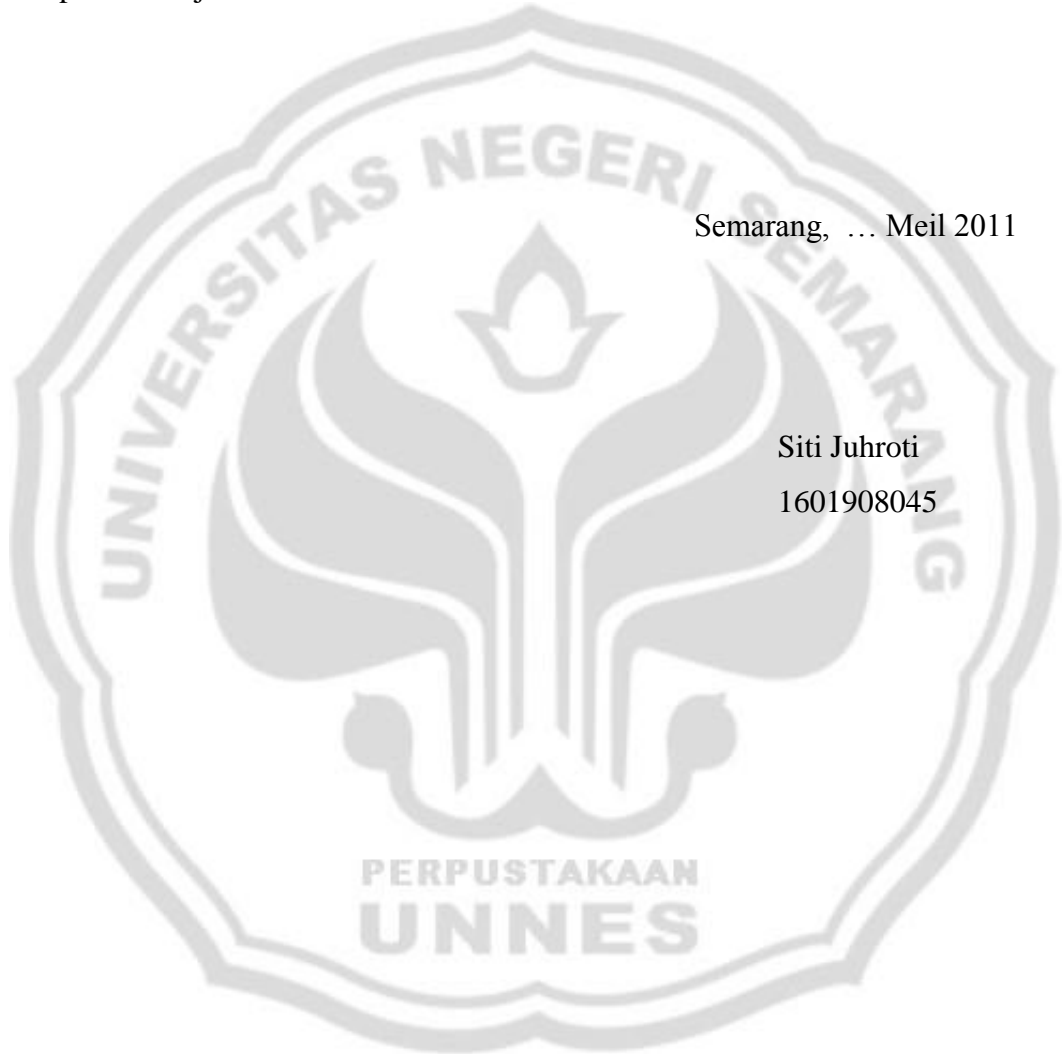 UNIVERSITAS NEGERI SEMARANG
Semarang, … Meil 2011
Siti Juhroti
1601908045
PERPUSTAKAAN
UNNES